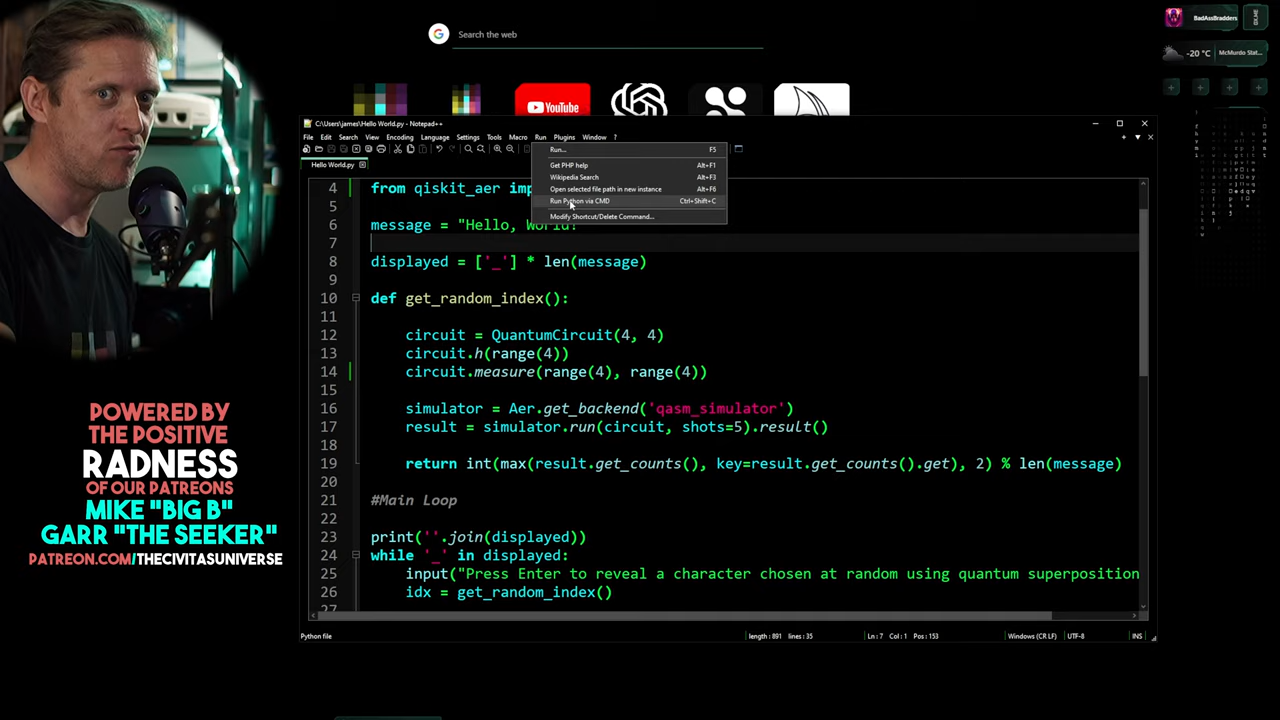 Search the web
BadAssBradders
-20 °C
McMurdo Stat...
YouTube
C:\Users\james\Hello World.py - Notepad++
File Edit Search View Encoding Language Settings Tools Macro Run Plugins Window ?
Hello World.py
Run... F5
Get PHP help Alt+F1
Wikipedia Search Alt+F3
Open selected file path in new instance Alt+F6
Run Python via CMD Ctrl+Shift+C
Modify Shortcut/Delete Command...
4 from qiskit_aer imp
5
6 message = "Hello, World!
7
8 displayed = ['_'] * len(message)
9
10 def get_random_index():
11
12 circuit = QuantumCircuit(4, 4)
13 circuit.h(range(4))
14 circuit.measure(range(4), range(4))
15
16 simulator = Aer.get_backend('qasm_simulator')
17 result = simulator.run(circuit, shots=5).result()
18
19 return int(max(result.get_counts(), key=result.get_counts().get), 2) % len(message)
20
21 #Main Loop
22
23 print(''.join(displayed))
24 while '_' in displayed:
25 input("Press Enter to reveal a character chosen at random using quantum superposition
26 idx = get_random_index()
27
Python file length : 891 lines : 35 Ln : 7 Col : 1 Pos : 153 Windows (CR LF) UTF-8 INS
POWERED BY
THE POSITIVE
RADNESS
OF OUR PATREONS
MIKE "BIG B"
GARR "THE SEEKER"
PATREON.COM/THECIVITASUNIVERSE